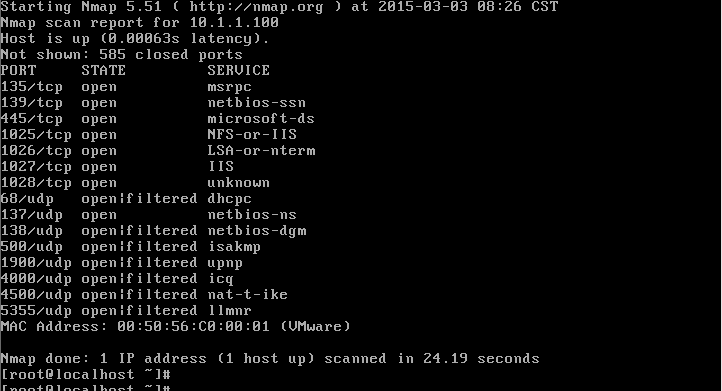 Starting Nmap 5.51 ( http://nmap.org ) at 2015-03-03 08:26 CST
Nmap scan report for 10.1.1.100
Host is up (0.00063s latency).
Not shown: 585 closed ports
PORT     STATE         SERVICE
135/tcp  open          msrpc
139/tcp  open          netbios-ssn
445/tcp  open          microsoft-ds
1025/tcp open          NFS-or-IIS
1026/tcp open          LSA-or-nterm
1027/tcp open          IIS
1028/tcp open          unknown
68/udp   open|filtered dhcpc
137/udp  open          netbios-ns
138/udp  open|filtered netbios-dgm
500/udp  open|filtered isakmp
1900/udp open|filtered upnp
4000/udp open|filtered icq
4500/udp open|filtered nat-t-ike
5355/udp open|filtered llmnr
MAC Address: 00:50:56:C0:00:01 (VMware)
Nmap done: 1 IP address (1 host up) scanned in 24.19 seconds
[root@localhost ~]#
[root@localhost ~]#